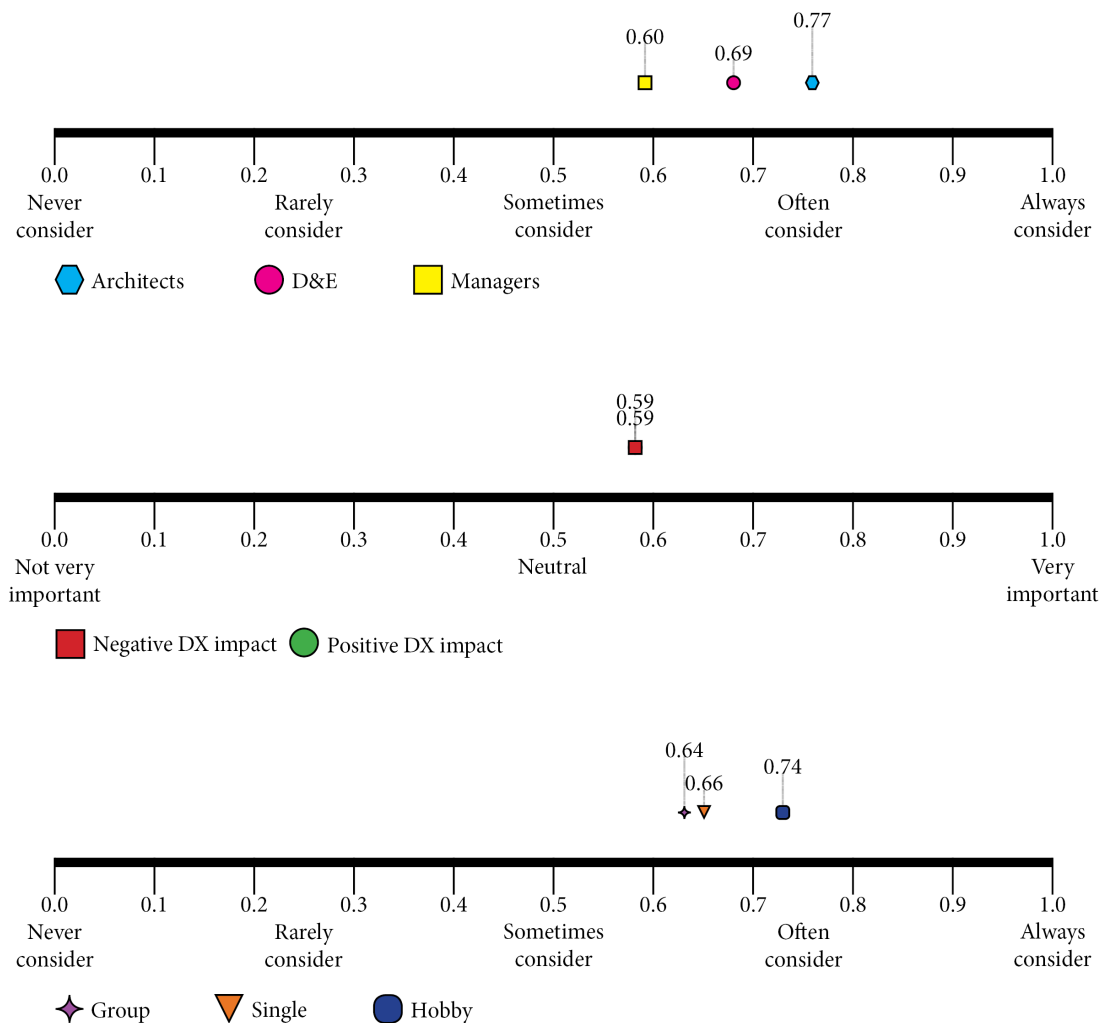 0.77
0.60
0.69
0.0 0.1 0.2 0.3 0.4 0.5 0.6 0.7 0.8 0.9 1.0
Never Rarely Sometimes Often Always
consider consider consider consider consider
Architects D&E Managers
0.59
0.59
0.0 0.1 0.2 0.3 0.4 0.5 0.6 0.7 0.8 0.9 1.0
Not very Neutral Very
important important
Negative DX impact Positive DX impact
0.64
0.74
0.66
0.0 0.1 0.2 0.3 0.4 0.5 0.6 0.7 0.8 0.9 1.0
Never Rarely Sometimes Often Always
consider consider consider consider consider
Group Single Hobby